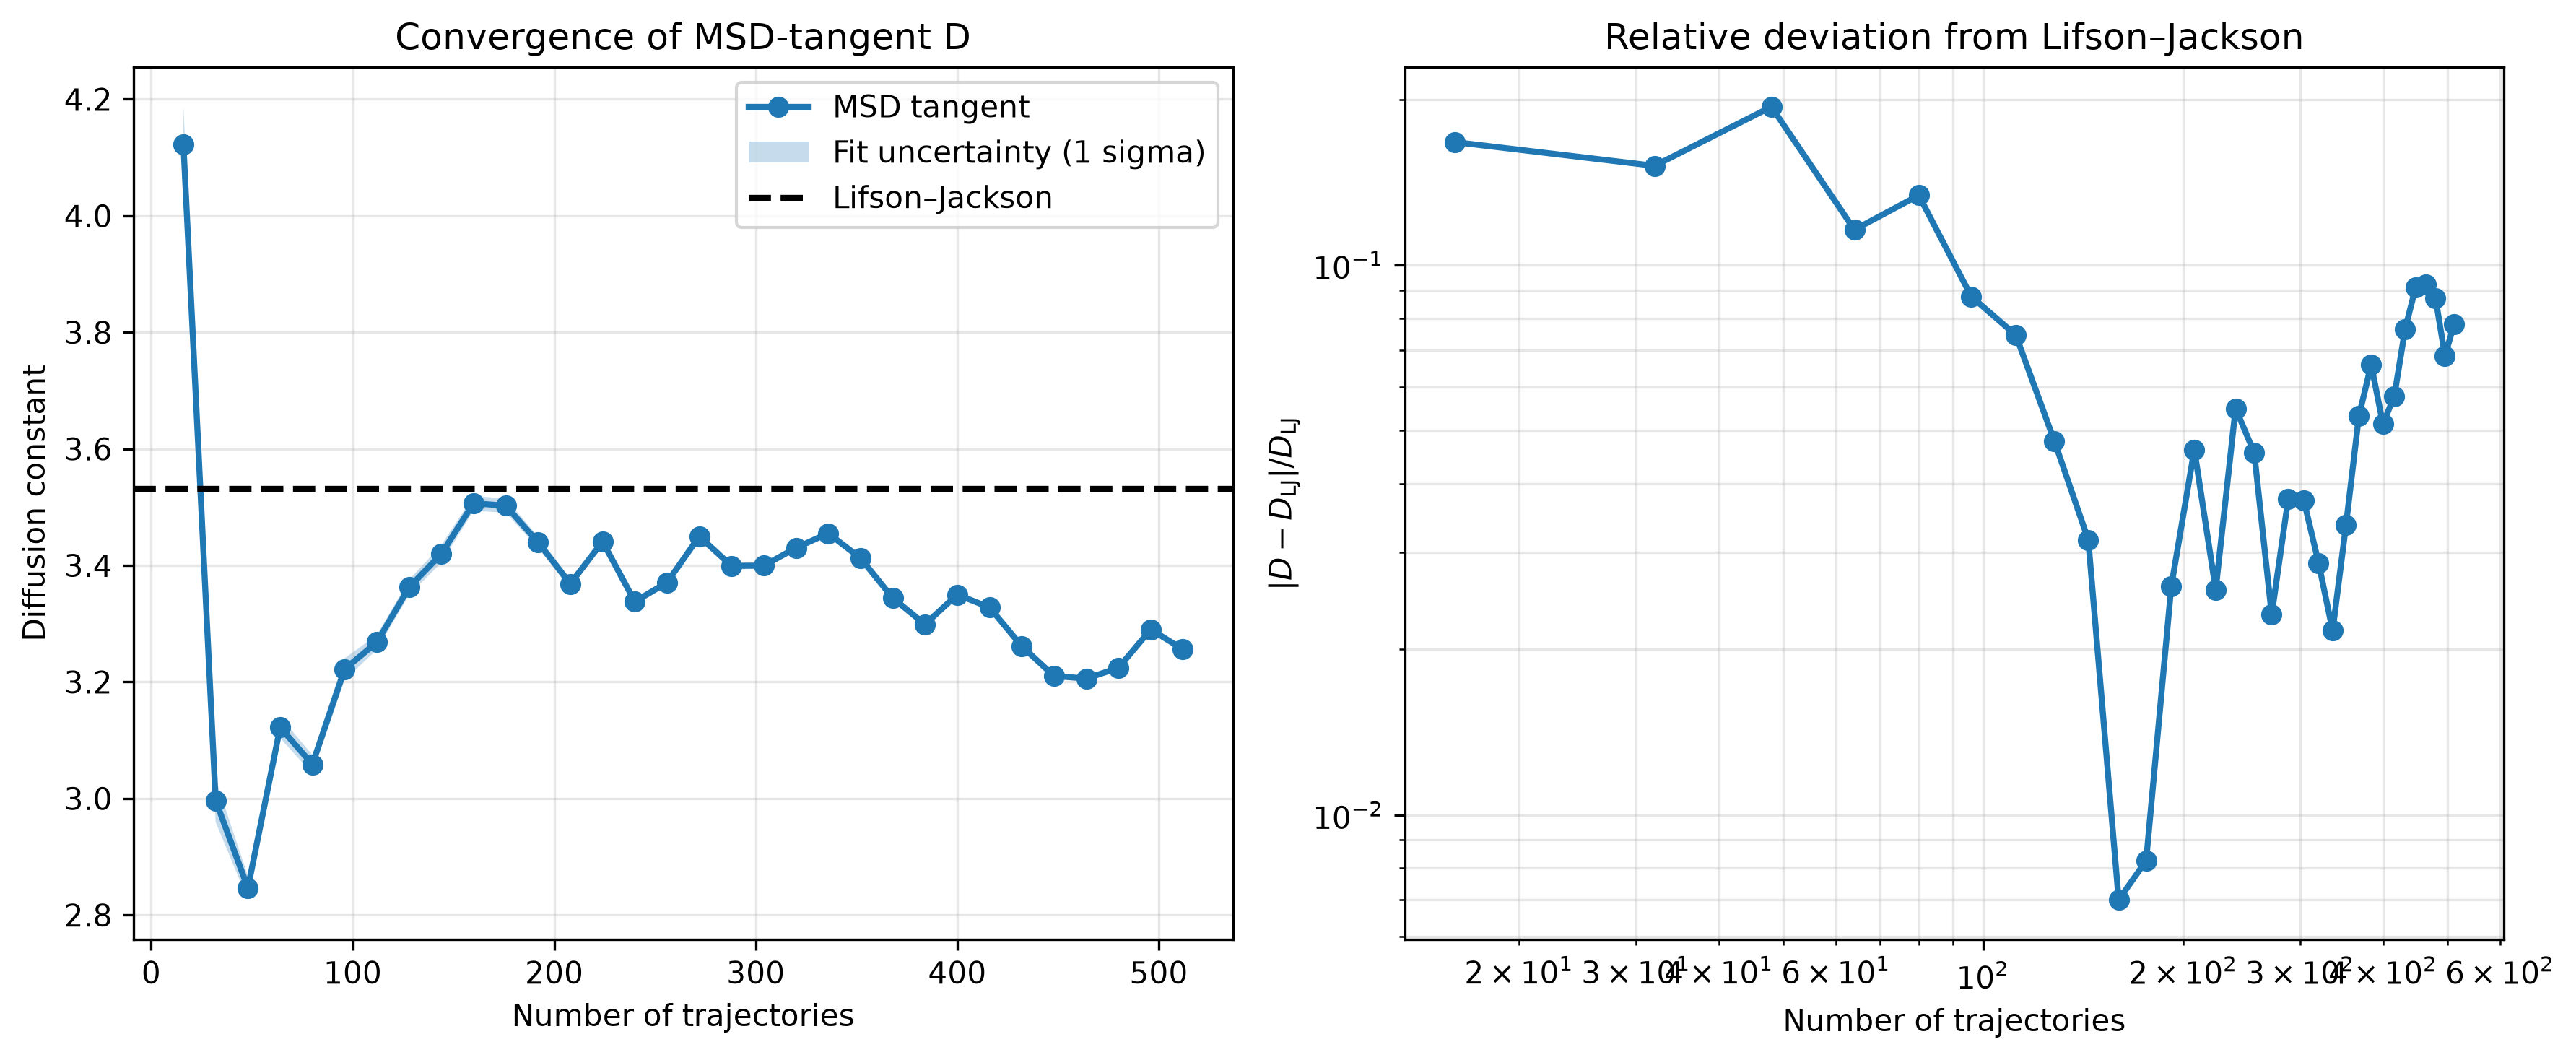 Convergence of MSD-tangent D
4.2
4.0
3.8
3.6
3.4
3.2
3.0
2.8
Diffusion constant
MSD tangent
Fit uncertainty (1 sigma)
Lifson–Jackson
0 100 200 300 400 500
Number of trajectories
Relative deviation from Lifson–Jackson
10⁻¹
10⁻²
|D − D_LJ|/D_LJ
2 × 10¹ 3 × 10¹ 4 × 10¹ 6 × 10¹ 10² 2 × 10² 3 × 10² 4 × 10² 6 × 10²
Number of trajectories